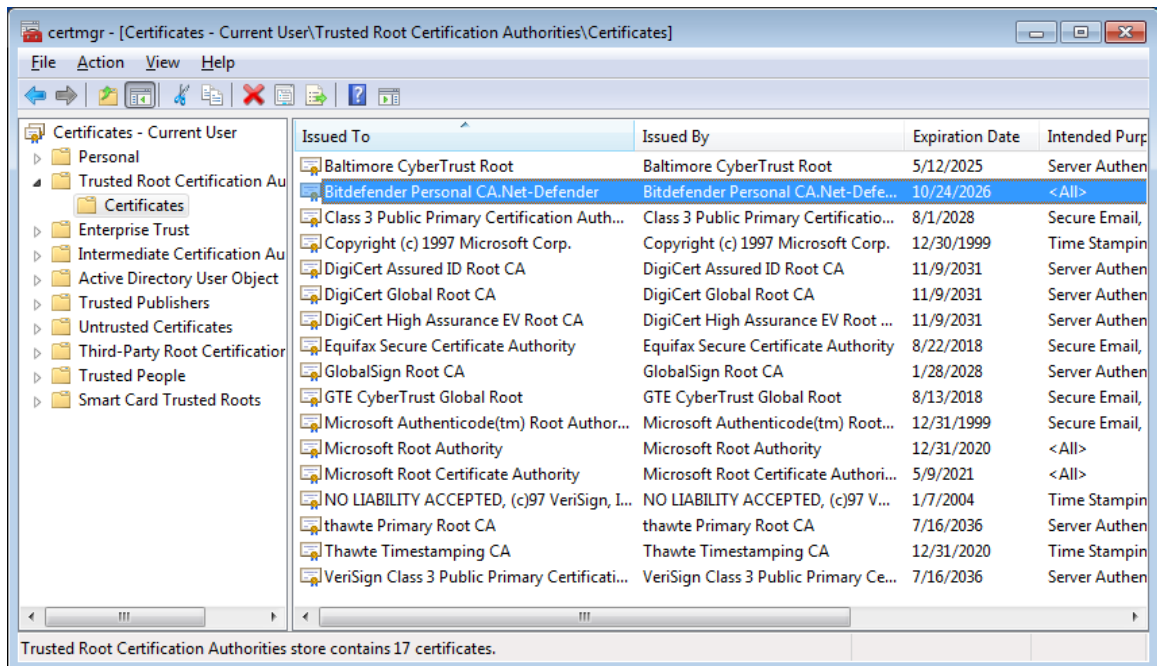 certmgr - [Certificates - Current User\Trusted Root Certification Authorities\Certificates]
File Action View Help
Certificates - Current User
Personal
Trusted Root Certification Au
Certificates
Enterprise Trust
Intermediate Certification Au
Active Directory User Object
Trusted Publishers
Untrusted Certificates
Third-Party Root Certification
Trusted People
Smart Card Trusted Roots
Issued To Issued By Expiration Date Intended Purp
Baltimore CyberTrust Root Baltimore CyberTrust Root 5/12/2025 Server Authen
Bitdefender Personal CA.Net-Defender Bitdefender Personal CA.Net-Defe... 10/24/2026 <All>
Class 3 Public Primary Certification Auth... Class 3 Public Primary Certificatio... 8/1/2028 Secure Email,
Copyright (c) 1997 Microsoft Corp. Copyright (c) 1997 Microsoft Corp. 12/30/1999 Time Stampin
DigiCert Assured ID Root CA DigiCert Assured ID Root CA 11/9/2031 Server Authen
DigiCert Global Root CA DigiCert Global Root CA 11/9/2031 Server Authen
DigiCert High Assurance EV Root CA DigiCert High Assurance EV Root ... 11/9/2031 Server Authen
Equifax Secure Certificate Authority Equifax Secure Certificate Authority 8/22/2018 Secure Email,
GlobalSign Root CA GlobalSign Root CA 1/28/2028 Server Authen
GTE CyberTrust Global Root GTE CyberTrust Global Root 8/13/2018 Secure Email,
Microsoft Authenticode(tm) Root Author... Microsoft Authenticode(tm) Root... 12/31/1999 Secure Email,
Microsoft Root Authority Microsoft Root Authority 12/31/2020 <All>
Microsoft Root Certificate Authority Microsoft Root Certificate Authori... 5/9/2021 <All>
NO LIABILITY ACCEPTED, (c)97 VeriSign, I... NO LIABILITY ACCEPTED, (c)97 V... 1/7/2004 Time Stampin
thawte Primary Root CA thawte Primary Root CA 7/16/2036 Server Authen
Thawte Timestamping CA Thawte Timestamping CA 12/31/2020 Time Stampin
VeriSign Class 3 Public Primary Certificati... VeriSign Class 3 Public Primary Ce... 7/16/2036 Server Authen
Trusted Root Certification Authorities store contains 17 certificates.